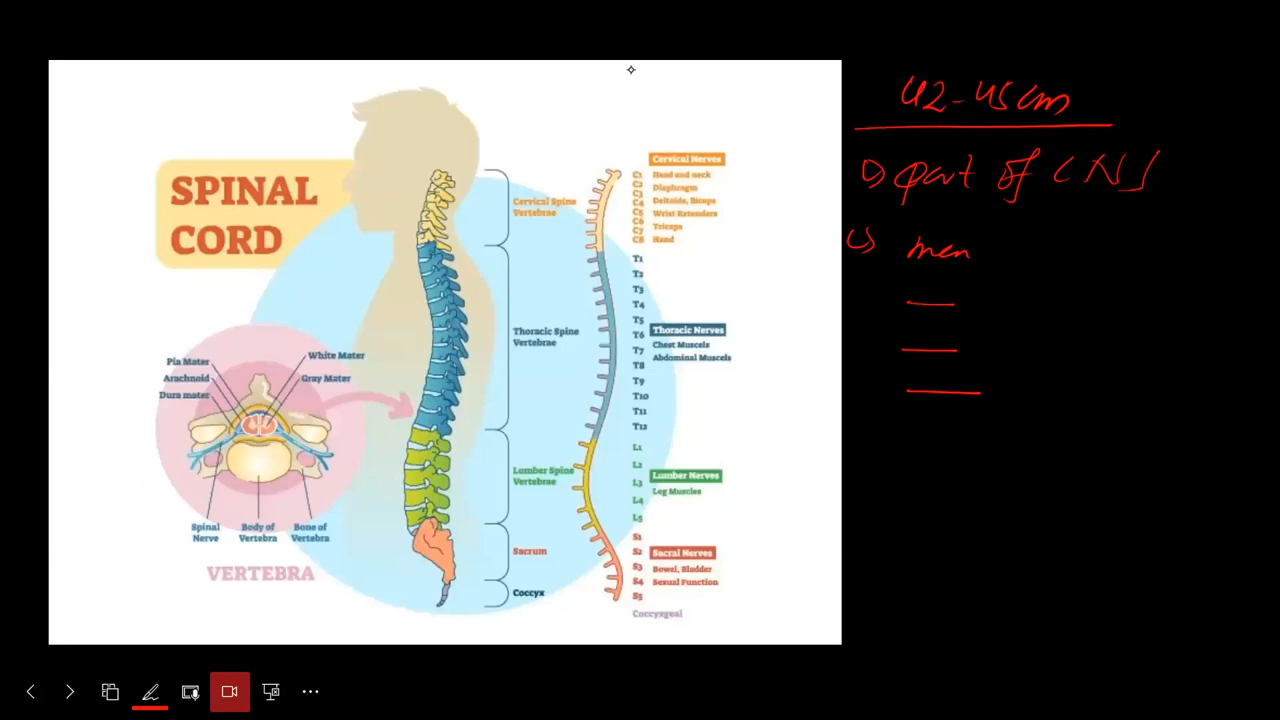 SPINAL
CORD
Pia Mater
Arachnoid
Dura mater
White Mater
Gray Mater
Spinal
Nerve
Body of
Vertebra
Bone of
Vertebra
VERTEBRA
Cervical Spine
Vertebrae
Thoracic Spine
Vertebrae
Lumber Spine
Vertebrae
Sacrum
Coccyx
Cervical Nerves
C1 Head and neck
C2
C3 Diaphragm
C4 Deltoids, Biceps
C5 Wrist Extenders
C6
C7 Triceps
C8 Hand
T1
T2
T3
T4
T5
T6 Thoracic Nerves
T7 Chest Muscels
T8 Abdominal Muscels
T9
T10
T11
T12
L1
L2
L3 Lumber Nerves
Leg Muscles
L4
L5
S1
S2 Sacral Nerves
S3 Bowel, Bladder
S4 Sexual Function
S5
Coccyxgeal
42-45cm
part of CNS
men